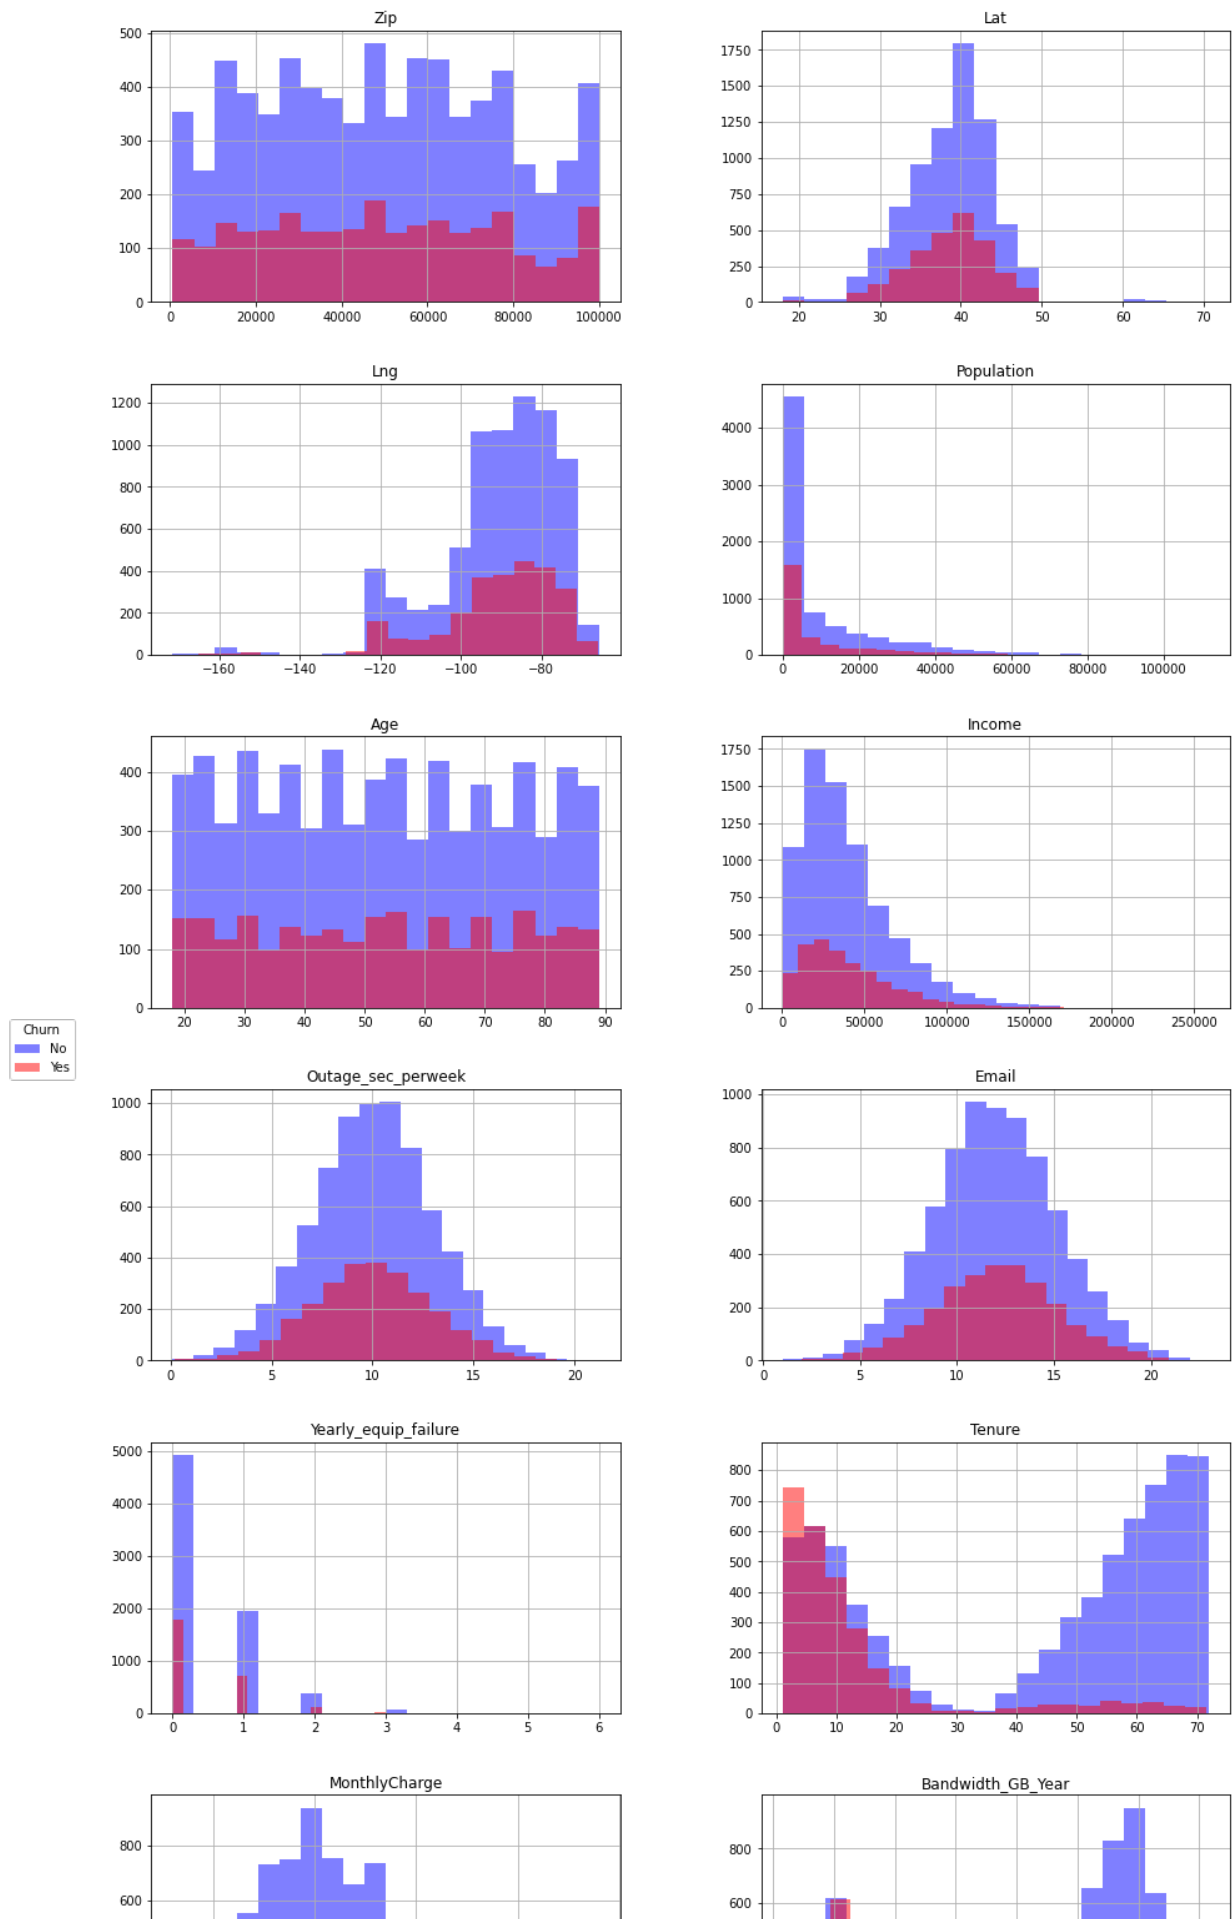 Zip
Lat
500
400
300
200
100
0
0 20000 40000 60000 80000 100000
1750
1500
1250
1000
750
500
250
0
20 30 40 50 60 70
Lng
Population
1200
1000
800
600
400
200
0
−160 −140 −120 −100 −80
4000
3000
2000
1000
0
0 20000 40000 60000 80000 100000
Age
Income
400
300
200
100
0
20 30 40 50 60 70 80 90
1750
1500
1250
1000
750
500
250
0
0 50000 100000 150000 200000 250000
Churn
No
Yes
Outage_sec_perweek
Email
1000
800
600
400
200
0
0 5 10 15 20
1000
800
600
400
200
0
0 5 10 15 20
Yearly_equip_failure
Tenure
5000
4000
3000
2000
1000
0
0 1 2 3 4 5 6
800
700
600
500
400
300
200
100
0
0 10 20 30 40 50 60 70
MonthlyCharge
Bandwidth_GB_Year
800
600
800
600